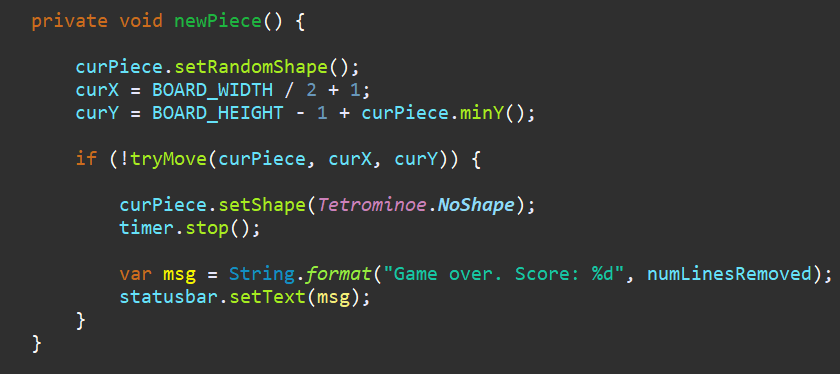 private void newPiece() {
curPiece.setRandomShape();
curX = BOARD_WIDTH / 2 + 1;
curY = BOARD_HEIGHT - 1 + curPiece.minY();
if (!tryMove(curPiece, curX, curY)) {
curPiece.setShape(Tetrominoe.NoShape);
timer.stop();
var msg = String.format("Game over. Score: %d", numLinesRemoved);
statusbar.setText(msg);
}
}